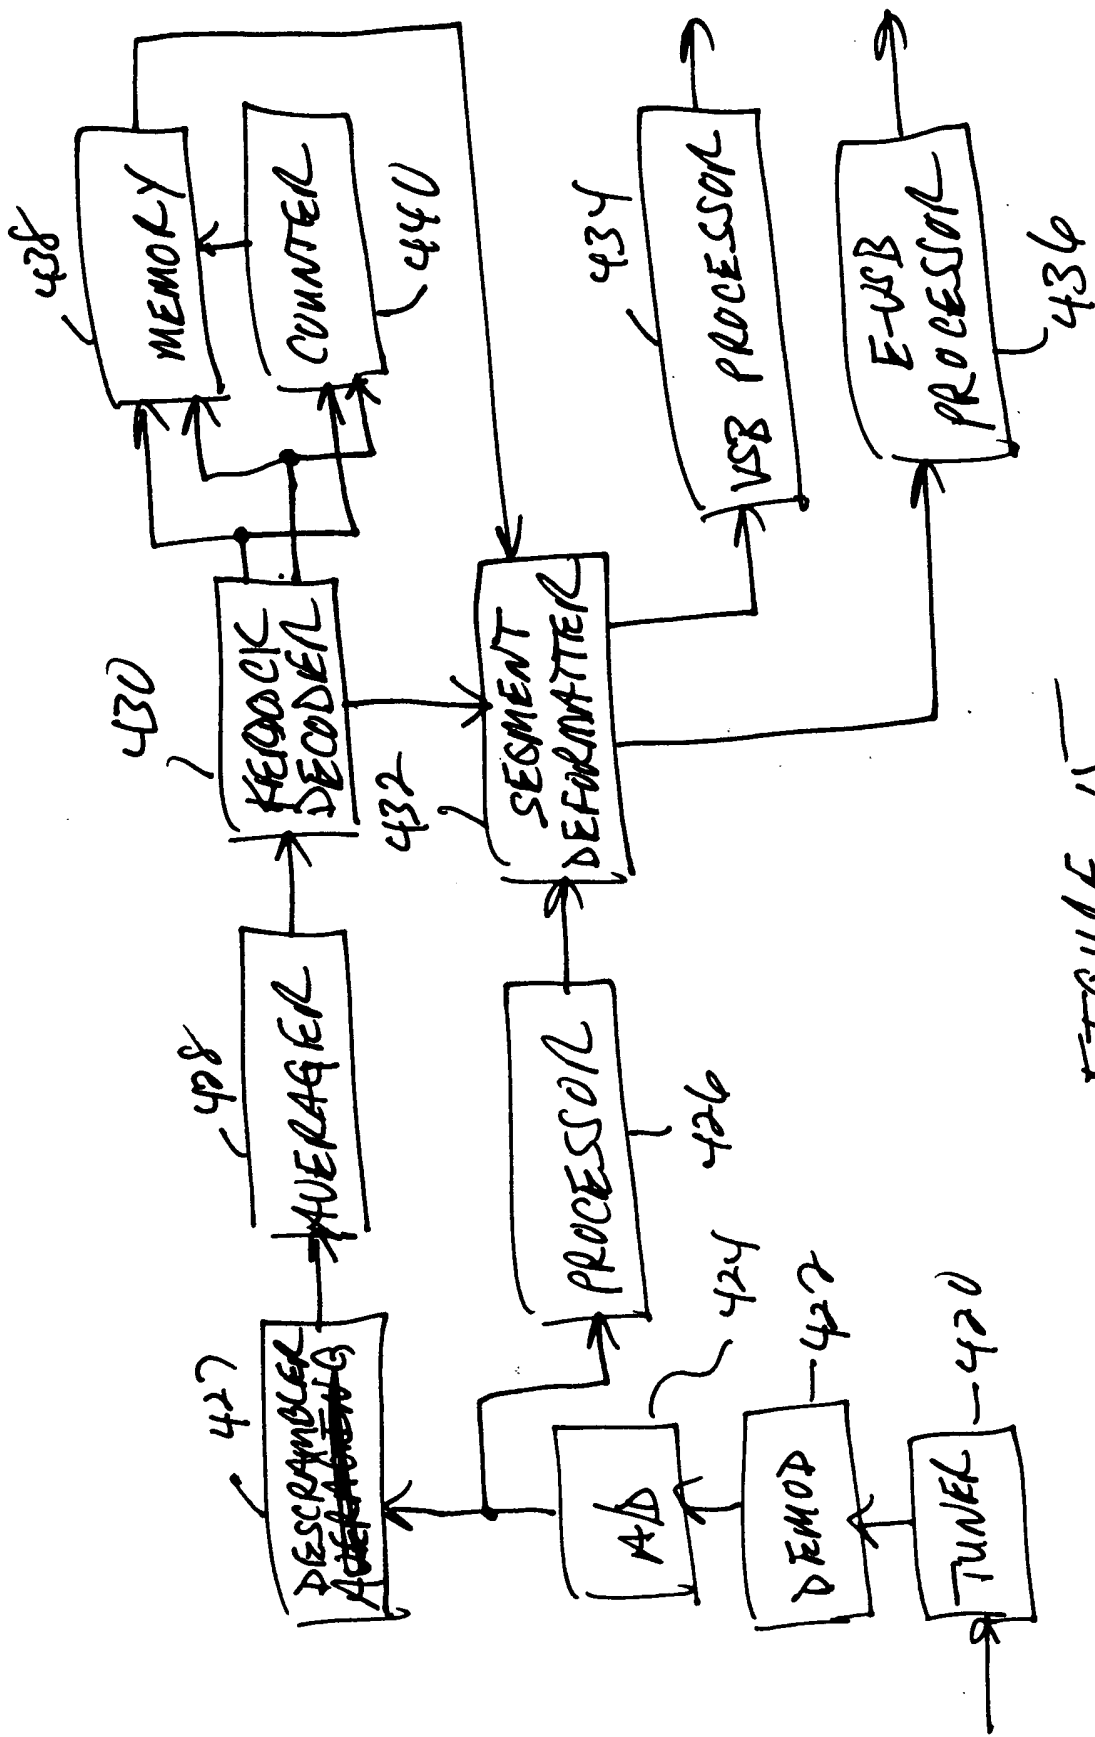 427
DESCRAMBLER
428
AVERAGER
430
KERDOCK
DECODER
438
MEMORY
COUNTER
440
432
SEGMENT
DEFORMATTER
434
VSB PROCESSOR
E-VSB
PROCESSOR
436
PROCESSOR
426
A/D
424
DEMOD
422
TUNER
420
FIGURE